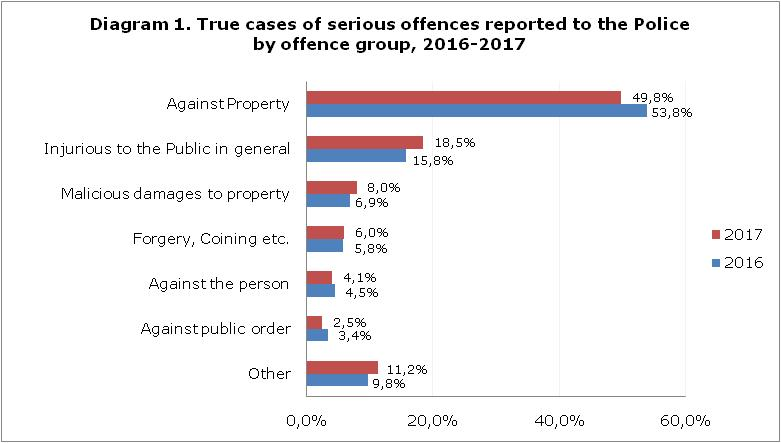 Diagram 1. True cases of serious offences reported to the Police
by offence group, 2016-2017
Against Property
49,8%
53,8%
Injurious to the Public in general
18,5%
15,8%
Malicious damages to property
8,0%
6,9%
Forgery, Coining etc.
6,0%
5,8%
Against the person
4,1%
4,5%
Against public order
2,5%
3,4%
Other
11,2%
9,8%
2017
2016
0,0% 20,0% 40,0% 60,0%